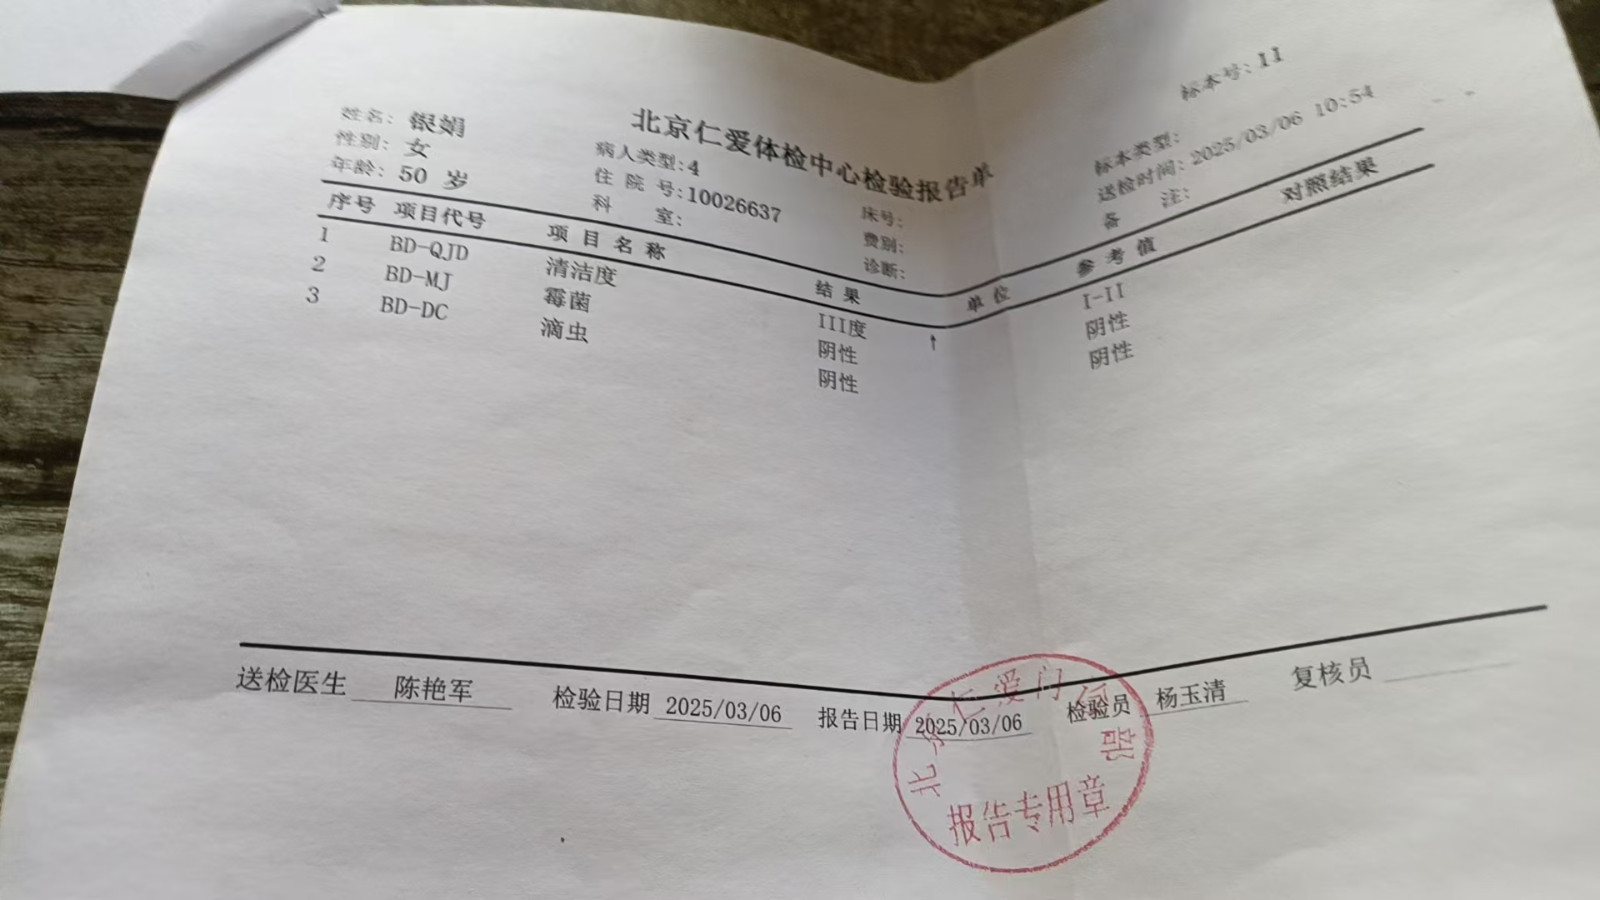 北京仁爱体检中心检验报告单
标本号: 11
姓名: 银娟
病人类型: 4
床号:
标本类型:
性别: 女
住院号: 10026637
费别:
送检时间: 2025/03/06 10:54
年龄: 50 岁
科室:
诊断:
备注:
序号 项目代号 项目名称 结果 单位 参考值 对照结果
1 BD-QJD 清洁度 III度 ↑ I-II
2 BD-MJ 霉菌 阴性 阴性
3 BD-DC 滴虫 阴性 阴性
送检医生 陈艳军 检验日期 2025/03/06 报告日期 2025/03/06 检验员 杨玉清 复核员
北 仁爱门 部
报告专用章